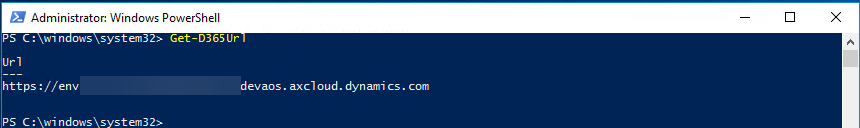 Administrator: Windows PowerShell
PS C:\windows\system32> Get-D365Url
Url
---
https://env devaos.axcloud.dynamics.com
PS C:\windows\system32>